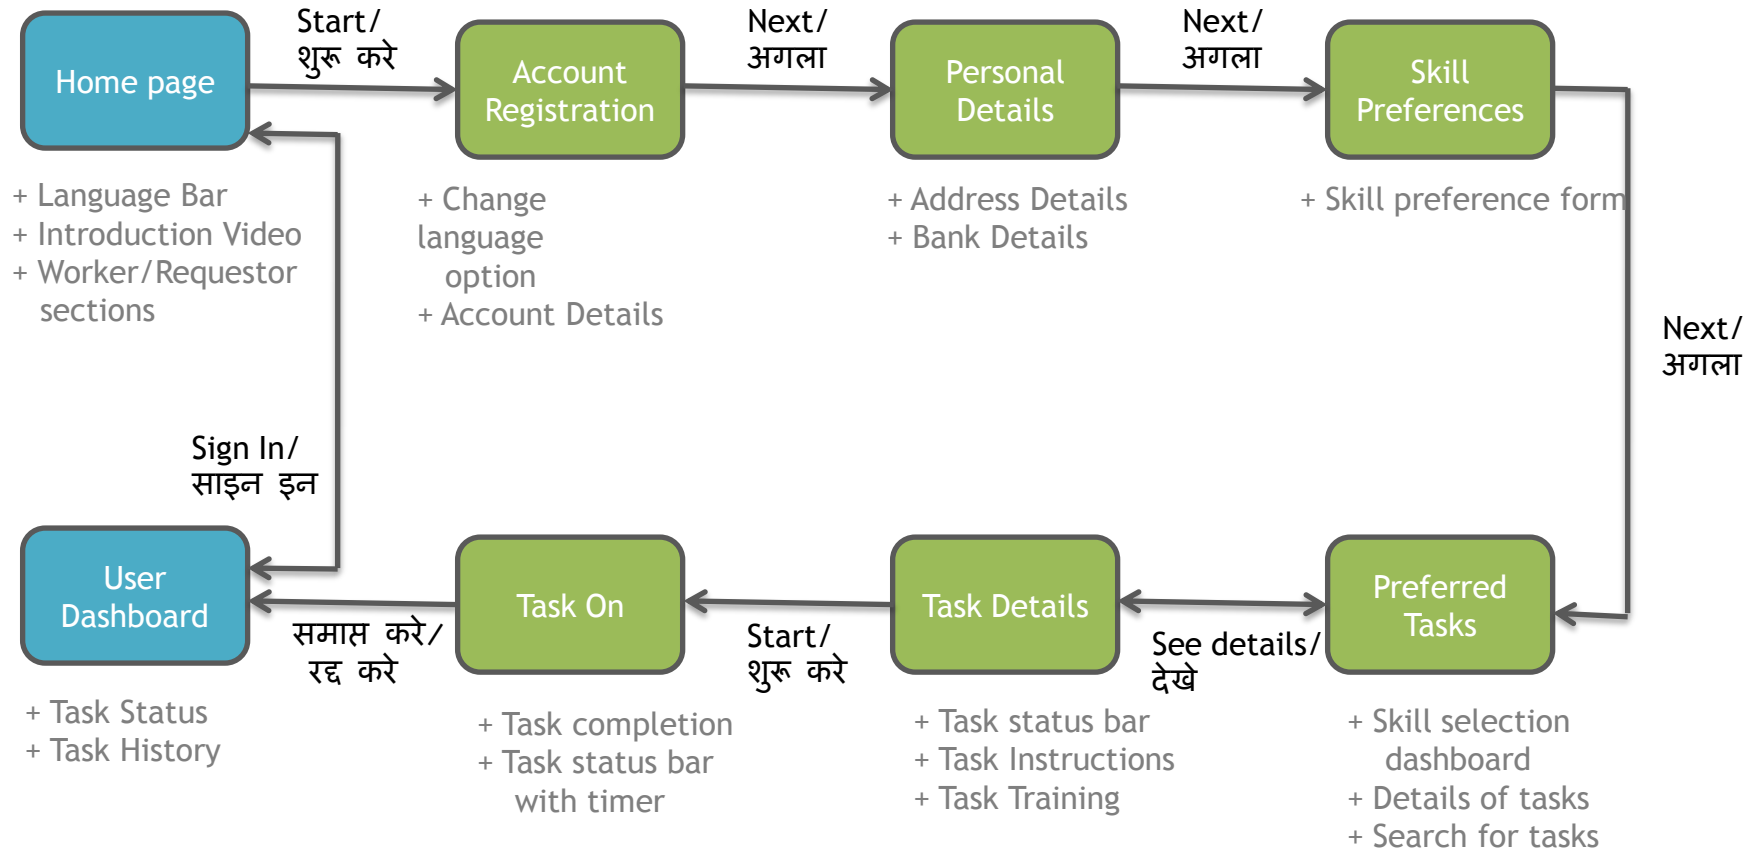 Start/
शुरू करे
Next/
अगला
Next/
अगला
Home page
Account
Registration
Personal
Details
Skill
Preferences
+ Language Bar
+ Introduction Video
+ Worker/Requestor
sections
+ Change
language
option
+ Account Details
+ Address Details
+ Bank Details
+ Skill preference form
Next/
अगला
Sign In/
साइन इन
User
Dashboard
Task On
Task Details
Preferred
Tasks
समाप्त करे/
रद्द करे
Start/
शुरू करे
See details/
देखे
+ Task Status
+ Task History
+ Task completion
+ Task status bar
with timer
+ Task status bar
+ Task Instructions
+ Task Training
+ Skill selection
dashboard
+ Details of tasks
+ Search for tasks